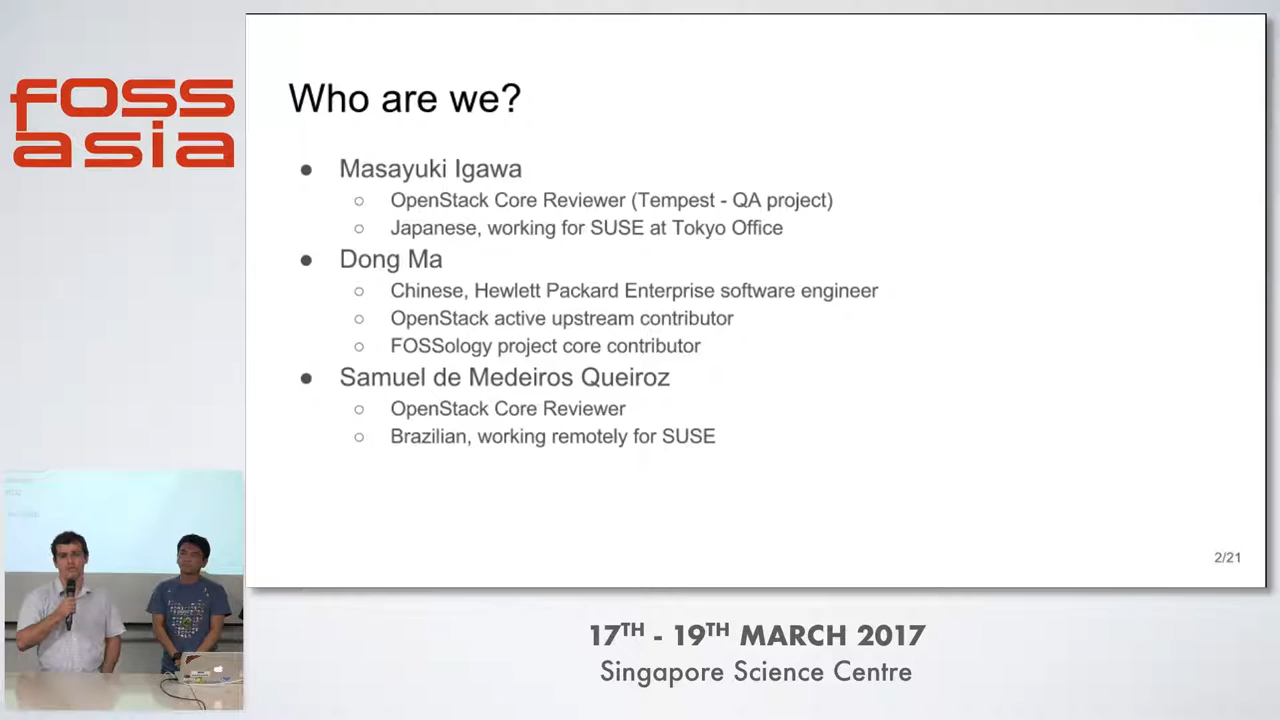 foss
asia
Who are we?
● Masayuki Igawa
○ OpenStack Core Reviewer (Tempest - QA project)
○ Japanese, working for SUSE at Tokyo Office
● Dong Ma
○ Chinese, Hewlett Packard Enterprise software engineer
○ OpenStack active upstream contributor
○ FOSSology project core contributor
● Samuel de Medeiros Queiroz
○ OpenStack Core Reviewer
○ Brazilian, working remotely for SUSE
2/21
17TH - 19TH MARCH 2017
Singapore Science Centre